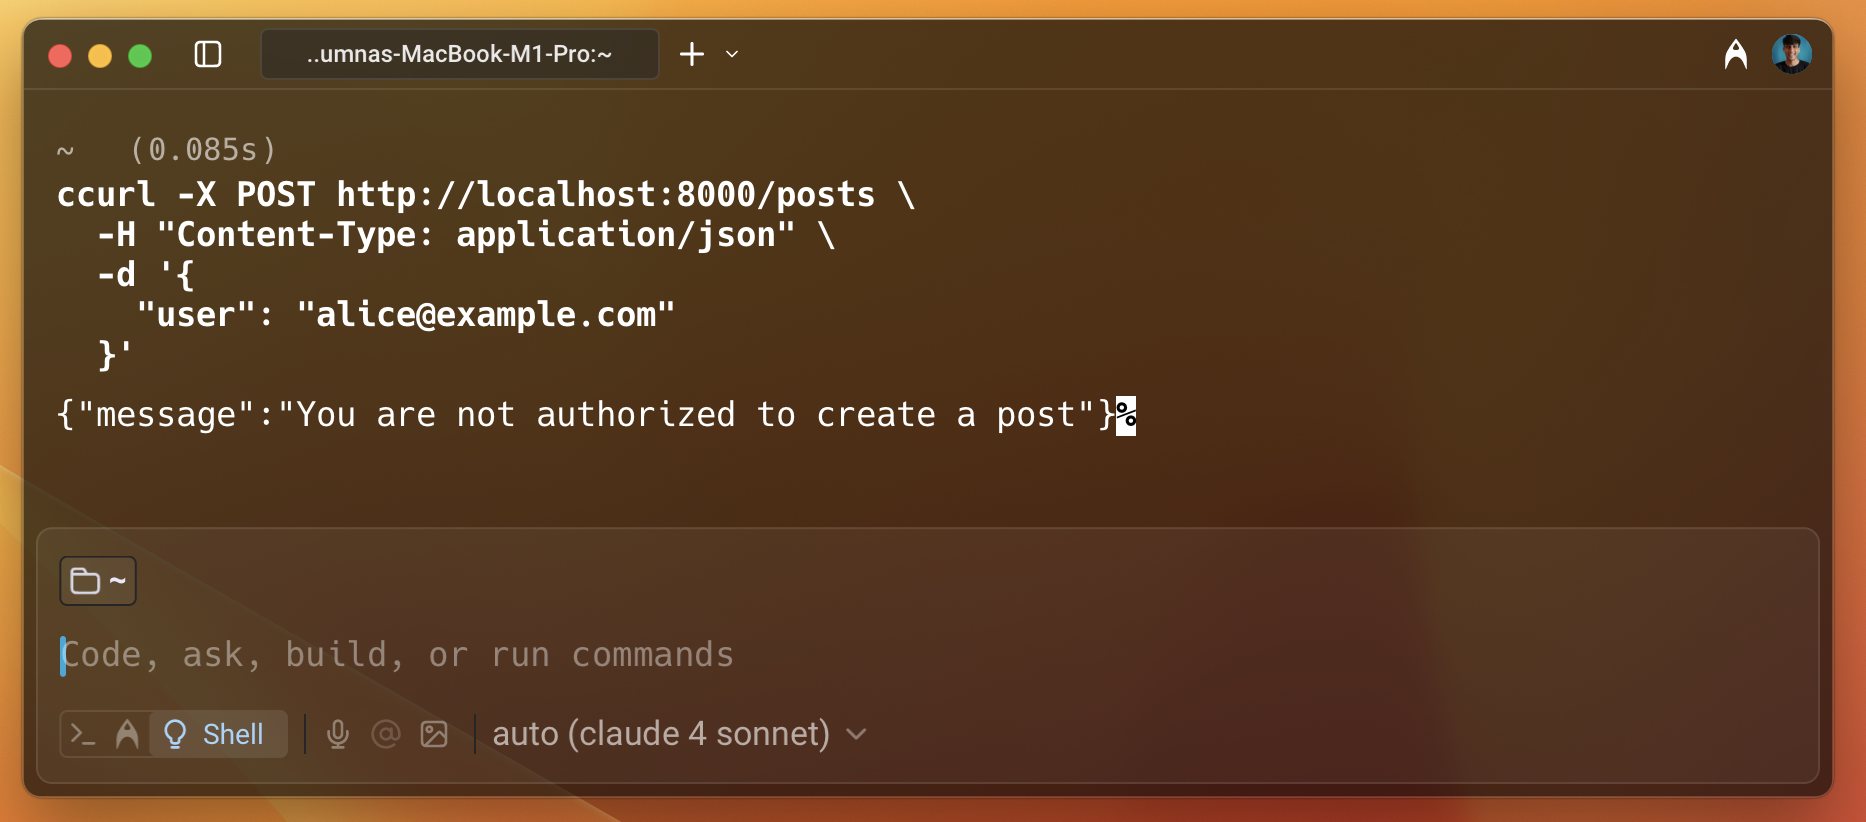 ..umnas-MacBook-M1-Pro:~
~ (0.085s)
ccurl -X POST http://localhost:8000/posts \
  -H "Content-Type: application/json" \
  -d '{
    "user": "alice@example.com"
  }'
{"message":"You are not authorized to create a post"}%
~
Code, ask, build, or run commands
Shell
auto (claude 4 sonnet)